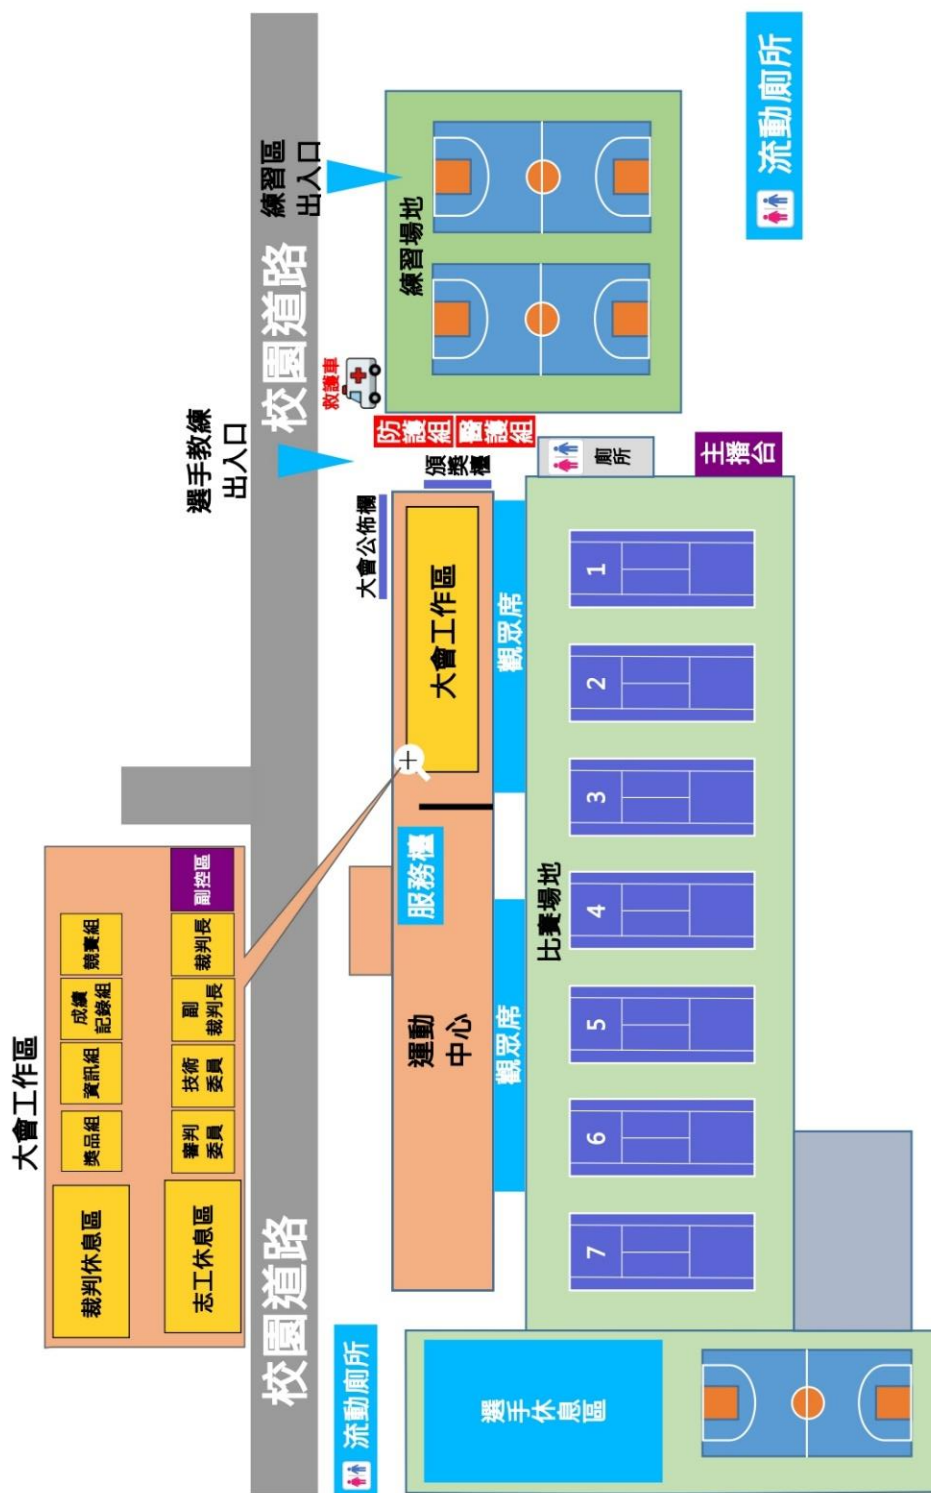 大會工作區
裁判休息區
獎品組
資訊組
成績
記錄組
競賽組
志工休息區
審判
委員
技術
委員
副
裁判長
裁判長
副控區
選手教練
出入口
練習區
出入口
校園道路
校園道路
流動廁所
救護車
大會公佈欄
防護組
醫護組
頒獎櫃
服務櫃
運動
中心
大會工作區
練習場地
觀眾席
觀眾席
選手休息區
比賽場地
廁所
7
6
5
4
3
2
1
主播台
流動廁所